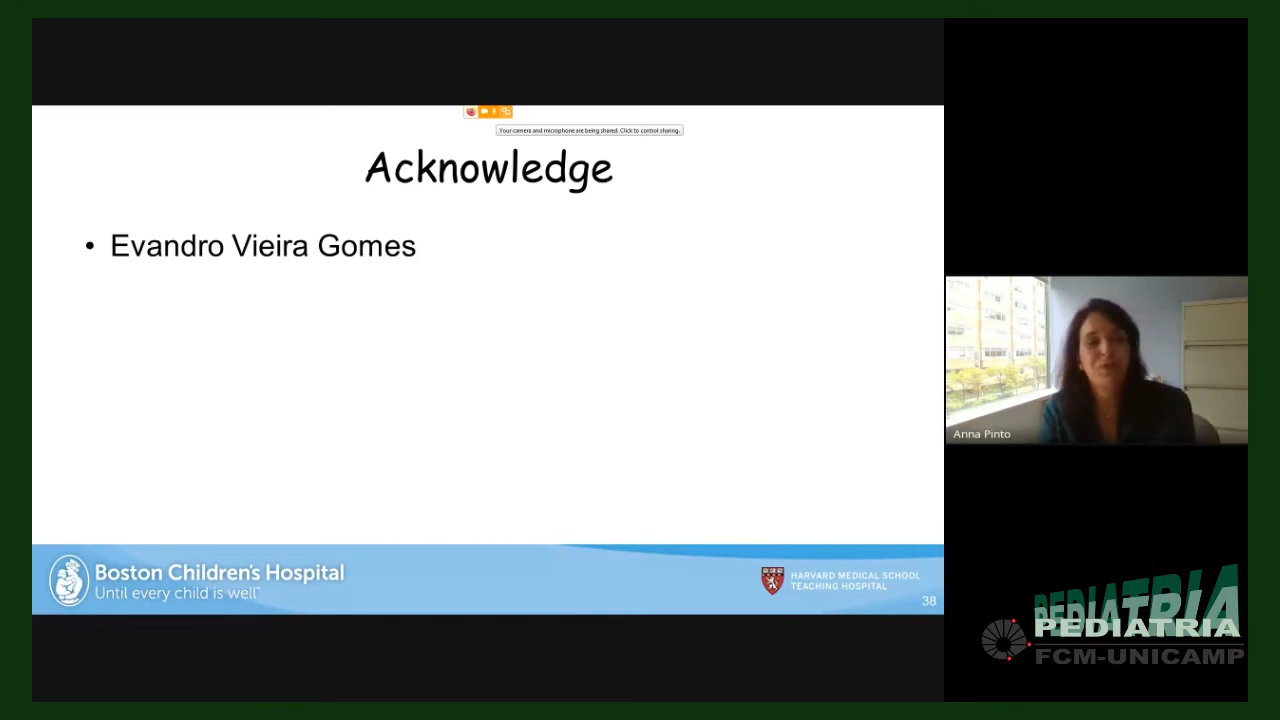 Your camera and microphone are being shared. Click to control sharing.
Acknowledge
• Evandro Vieira Gomes
Anna Pinto
Boston Children's Hospital
Until every child is well™
HARVARD MEDICAL SCHOOL
TEACHING HOSPITAL
38
PEDIATRIA
PEDIATRIA
FCM-UNICAMP